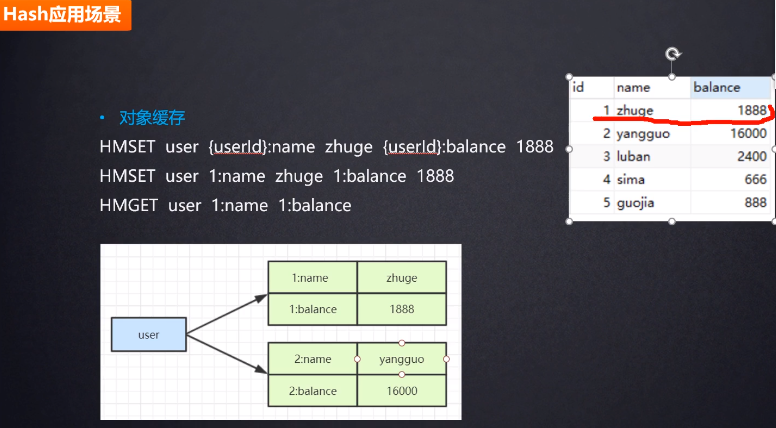 Hash应用场景
• 对象缓存
HMSET user {userId}:name zhuge {userId}:balance 1888
HMSET user 1:name zhuge 1:balance 1888
HMGET user 1:name 1:balance
id name balance
1 zhuge 1888
2 yangguo 16000
3 luban 2400
4 sima 666
5 guojia 888
user
1:name zhuge
1:balance 1888
2:name yangguo
2:balance 16000